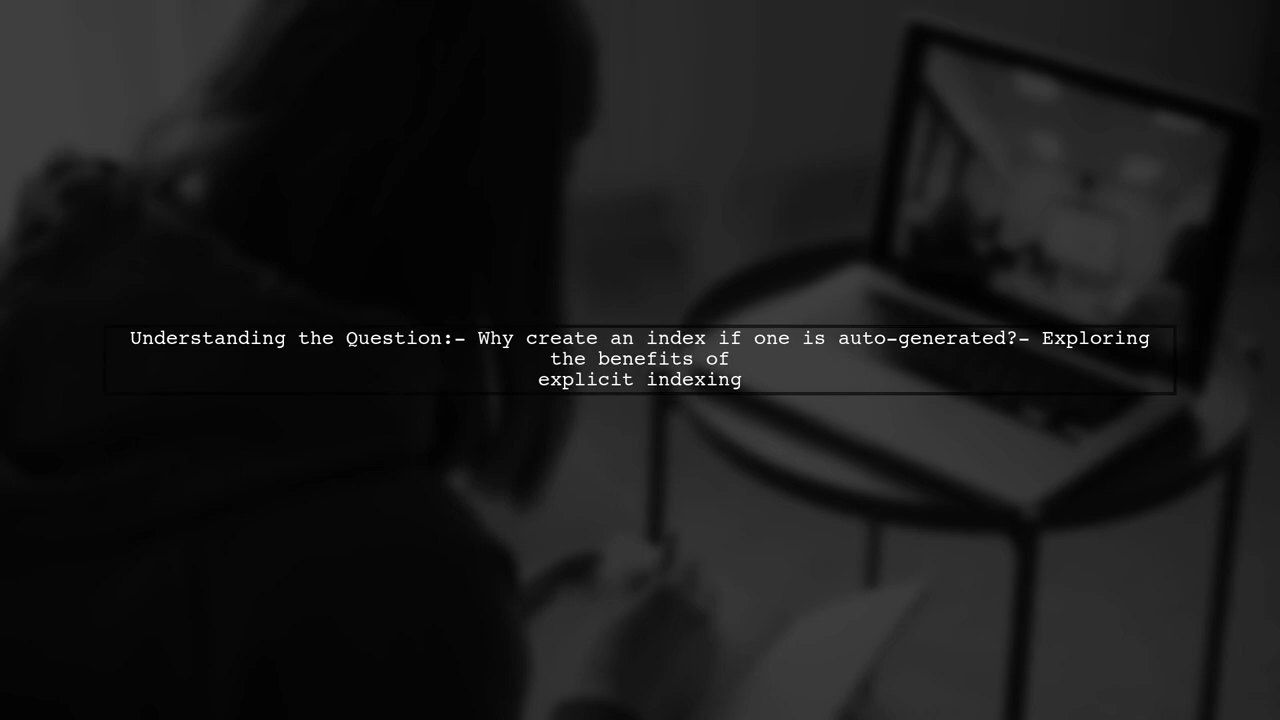 Understanding the Question:- Why create an index if one is auto-generated?- Exploring
the benefits of
explicit indexing